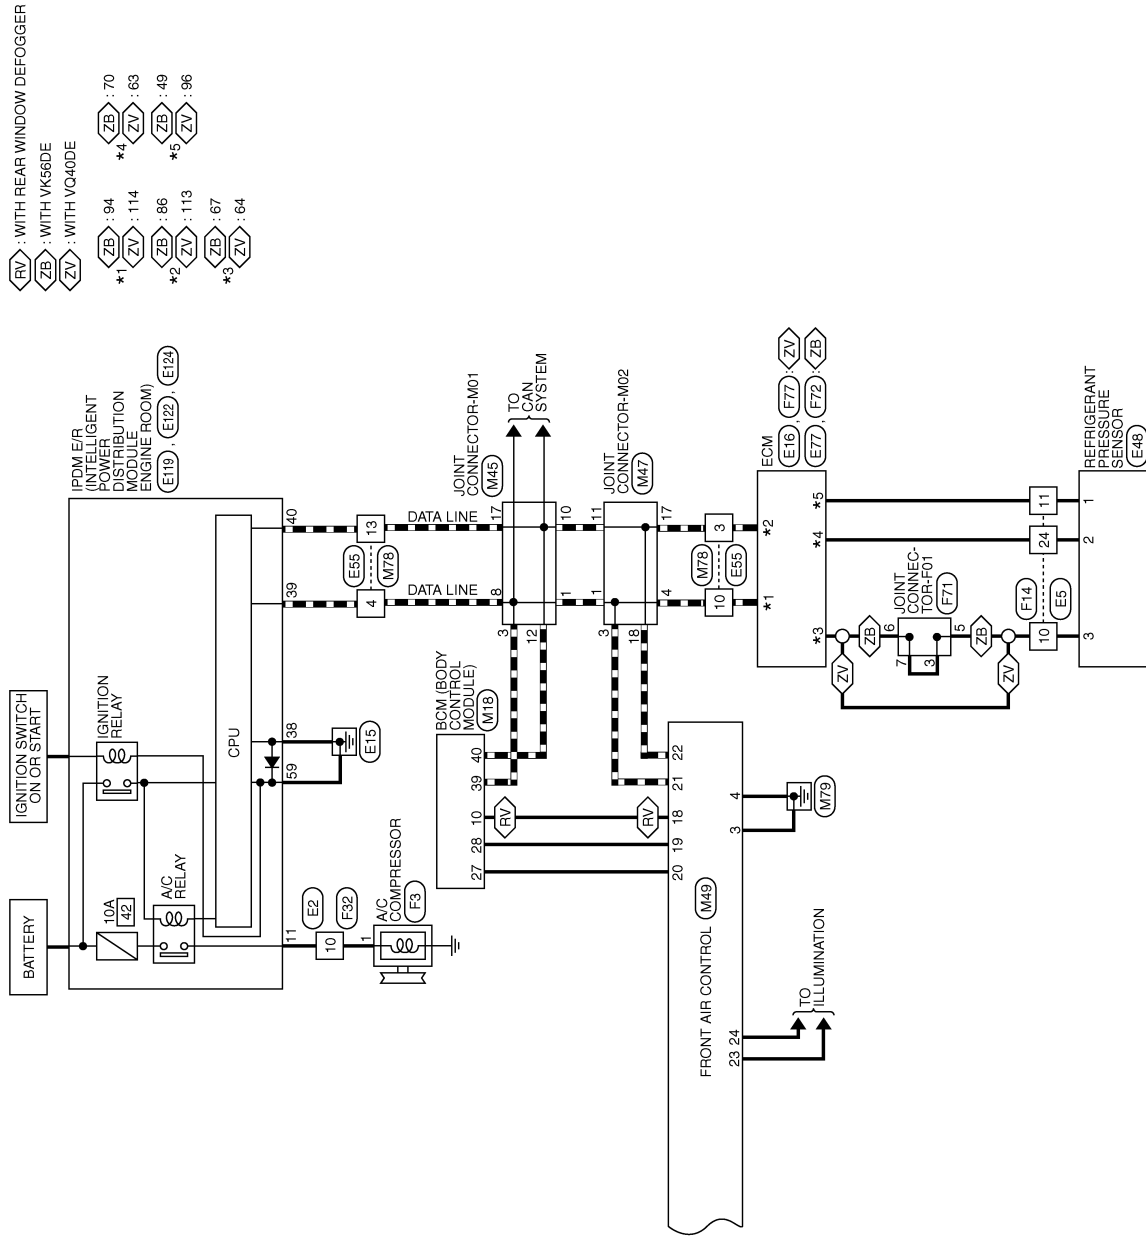 RV : WITH REAR WINDOW DEFOGGER
ZB : WITH VK56DE
ZV : WITH VQ40DE
*1 ZB : 94
ZV : 114
*2 ZB : 86
ZV : 113
*3 ZB : 67
ZV : 64
*4 ZB : 70
ZV : 63
*5 ZB : 49
ZV : 96
BATTERY
IGNITION SWITCH
ON OR START
IPDM E/R
(INTELLIGENT
POWER
DISTRIBUTION
MODULE
ENGINE ROOM)
E119 , E122 , E124
10A
42
A/C
RELAY
IGNITION
RELAY
CPU
11
59
38
39
40
E2
10
F32
1
A/C
COMPRESSOR
F3
E15
4
13
E55
M78
DATA LINE
DATA LINE
JOINT
CONNECTOR-M01
M45
8
17
3
12
1
10
TO
CAN
SYSTEM
BCM (BODY
CONTROL
MODULE)
M18
27
28
10
39
40
RV
RV
JOINT
CONNECTOR-M02
M47
1
11
3
18
4
17
10
3
M78
E55
20
19
18
21
22
FRONT AIR CONTROL
M49
23
24
3
4
TO
ILLUMINATION
M79
ECM
E16 , F77 : ZV
E77 , F72 : ZB
*1
*2
*3
*4
*5
ZV
ZB
6
7
3
5
JOINT
CONNEC-
TOR-F01
F71
ZB
ZV
10
24
11
F14
E5
3
2
1
REFRIGERANT
PRESSURE
SENSOR
E48